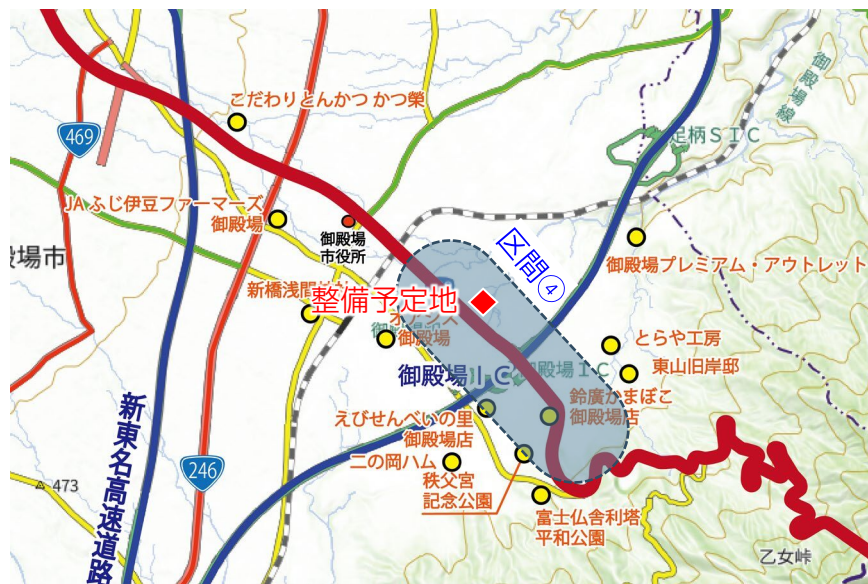 御殿場線
こだわりとんかつ かつ榮
469
足柄ＳＩＣ
JA ふじ伊豆ファーマーズ
御殿場
御殿場
市役所
区間④
御殿場プレミアム・アウトレット
場市
新橋浅間
整備予定地
御殿場
とらや工房
東山旧岸邸
御殿場ＩＣ
御殿場ＩＣ
鈴廣かまぼこ
御殿場店
えびせんべいの里
御殿場店
二の岡ハム
秩父宮
記念公園
新東名高速道路
246
473
富士仏舎利塔
平和公園
乙女峠